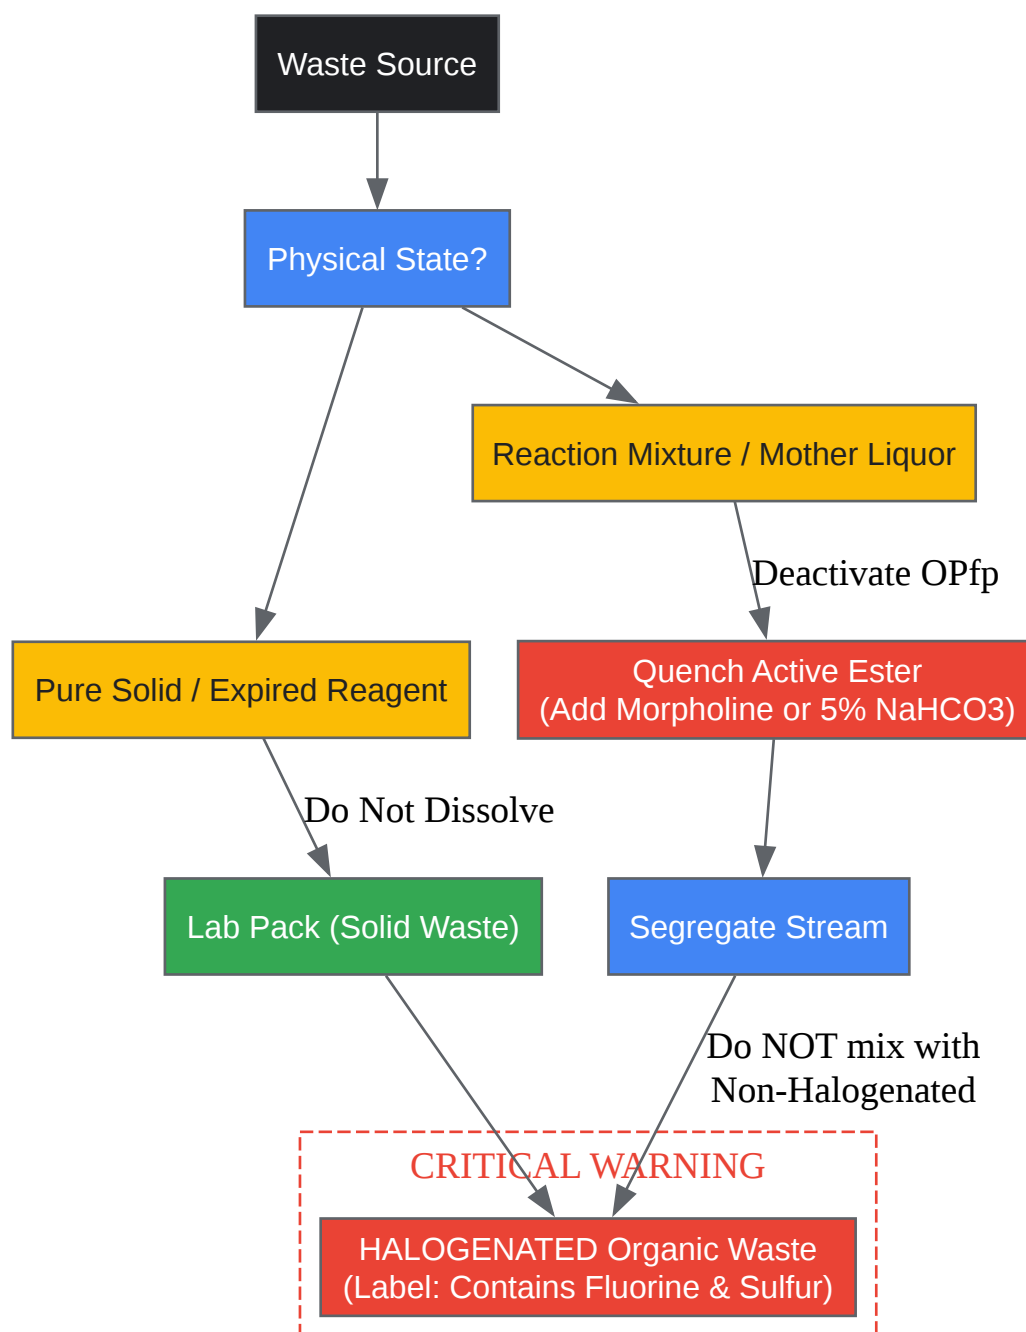 Waste Source
Physical State?
Reaction Mixture / Mother Liquor
Deactivate OPfp
Pure Solid / Expired Reagent
Quench Active Ester
(Add Morpholine or 5% NaHCO3)
Do Not Dissolve
Lab Pack (Solid Waste)
Segregate Stream
Do NOT mix with
Non-Halogenated
CRITICAL WARNING
HALOGENATED Organic Waste
(Label: Contains Fluorine & Sulfur)